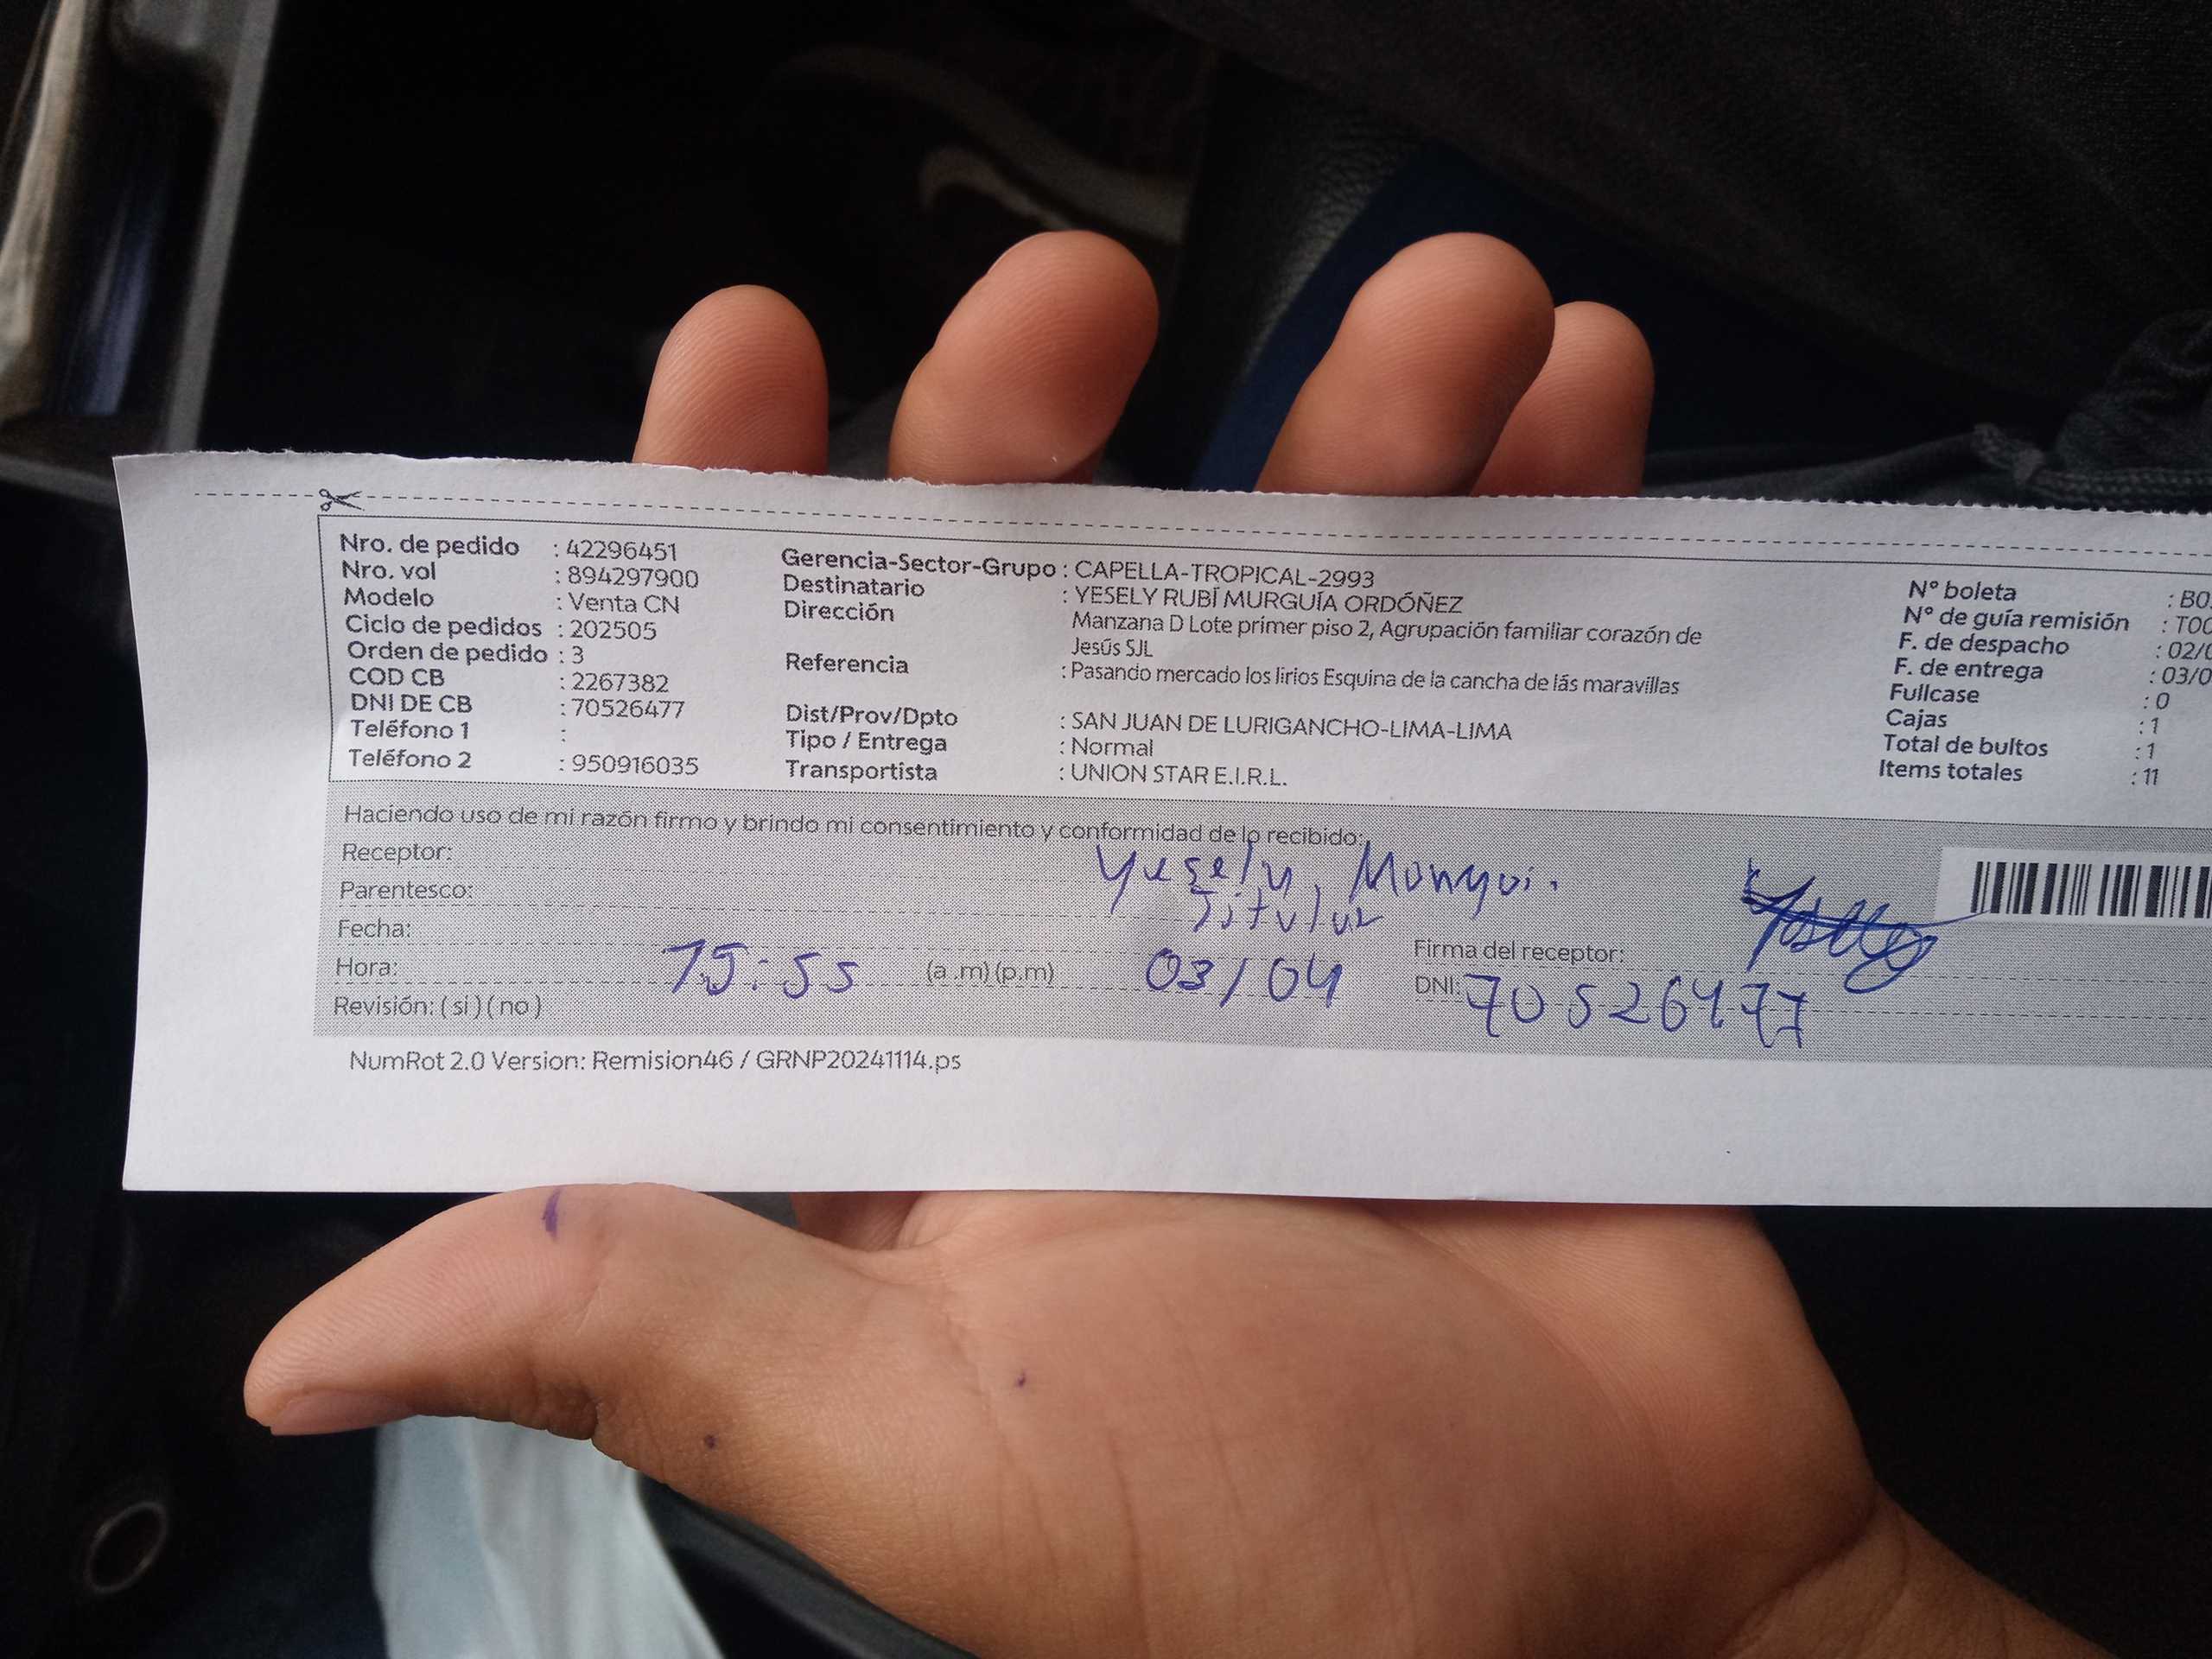 Nro. de pedido : 42296451
Nro. vol : 894297900
Modelo : Venta CN
Ciclo de pedidos : 202505
Orden de pedido : 3
COD CB : 2267382
DNI DE CB : 70526477
Teléfono 1 :
Teléfono 2 : 950916035
Gerencia-Sector-Grupo : CAPELLA-TROPICAL-2993
Destinatario : YESELY RUBÍ MURGUÍA ORDÓÑEZ
Dirección Manzana D Lote primer piso 2, Agrupación familiar corazón de
Jesús SJL
Referencia : Pasando mercado los lirios Esquina de la cancha de lás maravillas
Dist/Prov/Dpto : SAN JUAN DE LURIGANCHO-LIMA-LIMA
Tipo / Entrega : Normal
Transportista : UNION STAR E.I.R.L.
N° boleta : B0
N° de guía remisión : T00
F. de despacho : 02/0
F. de entrega : 03/0
Fullcase : 0
Cajas : 1
Total de bultos : 1
Items totales : 11
Haciendo uso de mi razón firmo y brindo mi consentimiento y conformidad de lo recibido:
Receptor: Yesely
Parentesco: Titular
Fecha: 03/04
Hora: 15:55 (a .m) (p.m)
Revisión: ( si ) ( no )
Firma del receptor:
DNI: 70526477
NumRot 2.0 Version: Remision46 / GRNP20241114.ps